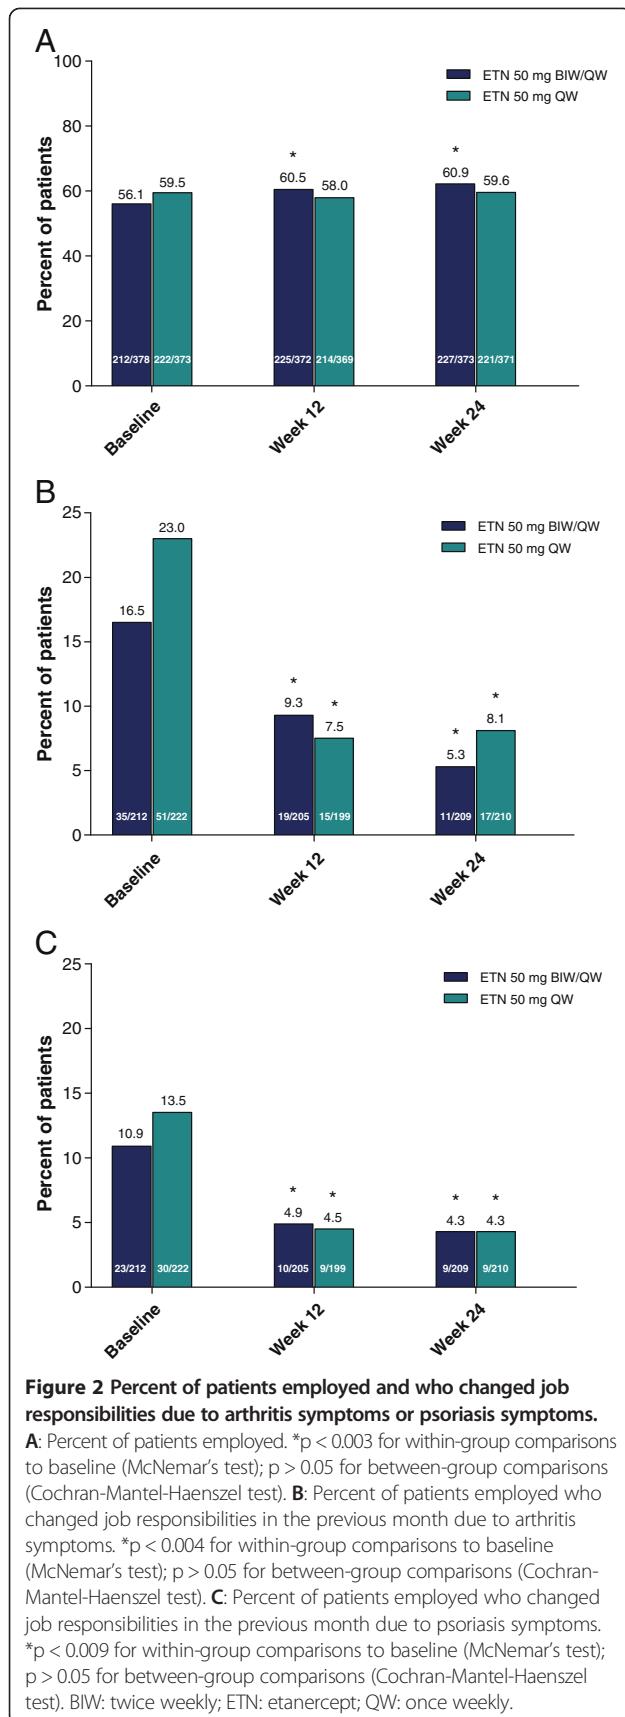 A
100
80
60
40
20
0
Percent of patients
ETN 50 mg BIW/QW
ETN 50 mg QW
56.1
59.5
*
60.5
58.0
*
60.9
59.6
212/378
222/373
225/372
214/369
227/373
221/371
Baseline
Week 12
Week 24
B
25
20
15
10
5
0
Percent of patients
ETN 50 mg BIW/QW
ETN 50 mg QW
16.5
23.0
*
9.3
*
7.5
*
5.3
*
8.1
35/212
51/222
19/205
15/199
11/209
17/210
Baseline
Week 12
Week 24
C
25
20
15
10
5
0
Percent of patients
ETN 50 mg BIW/QW
ETN 50 mg QW
10.9
13.5
*
4.9
*
4.5
*
4.3
*
4.3
23/212
30/222
10/205
9/199
9/209
9/210
Baseline
Week 12
Week 24
Figure 2 Percent of patients employed and who changed job
responsibilities due to arthritis symptoms or psoriasis symptoms.
A: Percent of patients employed. *p < 0.003 for within-group comparisons
to baseline (McNemar's test); p > 0.05 for between-group comparisons
(Cochran-Mantel-Haenszel test). B: Percent of patients employed who
changed job responsibilities in the previous month due to arthritis
symptoms. *p < 0.004 for within-group comparisons to baseline
(McNemar's test); p > 0.05 for between-group comparisons (Cochran-
Mantel-Haenszel test). C: Percent of patients employed who changed
job responsibilities in the previous month due to psoriasis symptoms.
*p < 0.009 for within-group comparisons to baseline (McNemar's test);
p > 0.05 for between-group comparisons (Cochran-Mantel-Haenszel
test). BIW: twice weekly; ETN: etanercept; QW: once weekly.